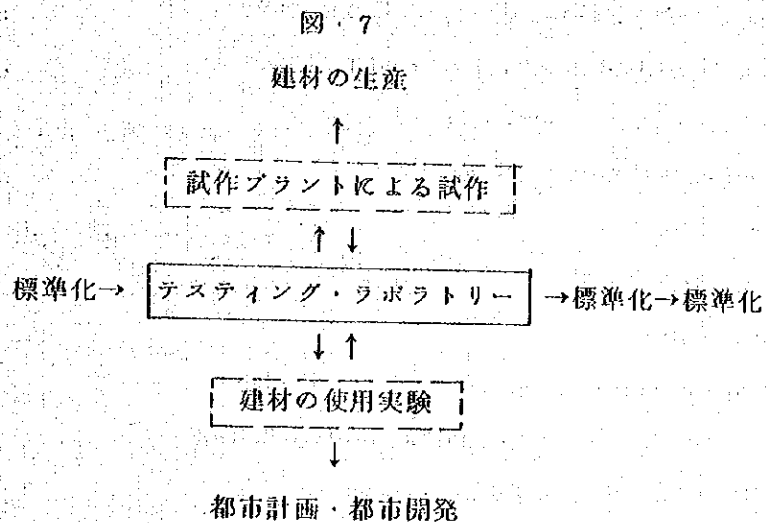 図・7
建材の生産
↑
試作プラントによる試作
↑ ↓
標準化→ テスティング・ラボラトリー →標準化→標準化
↓ ↑
建材の使用実験
↓
都市計画・都市開発